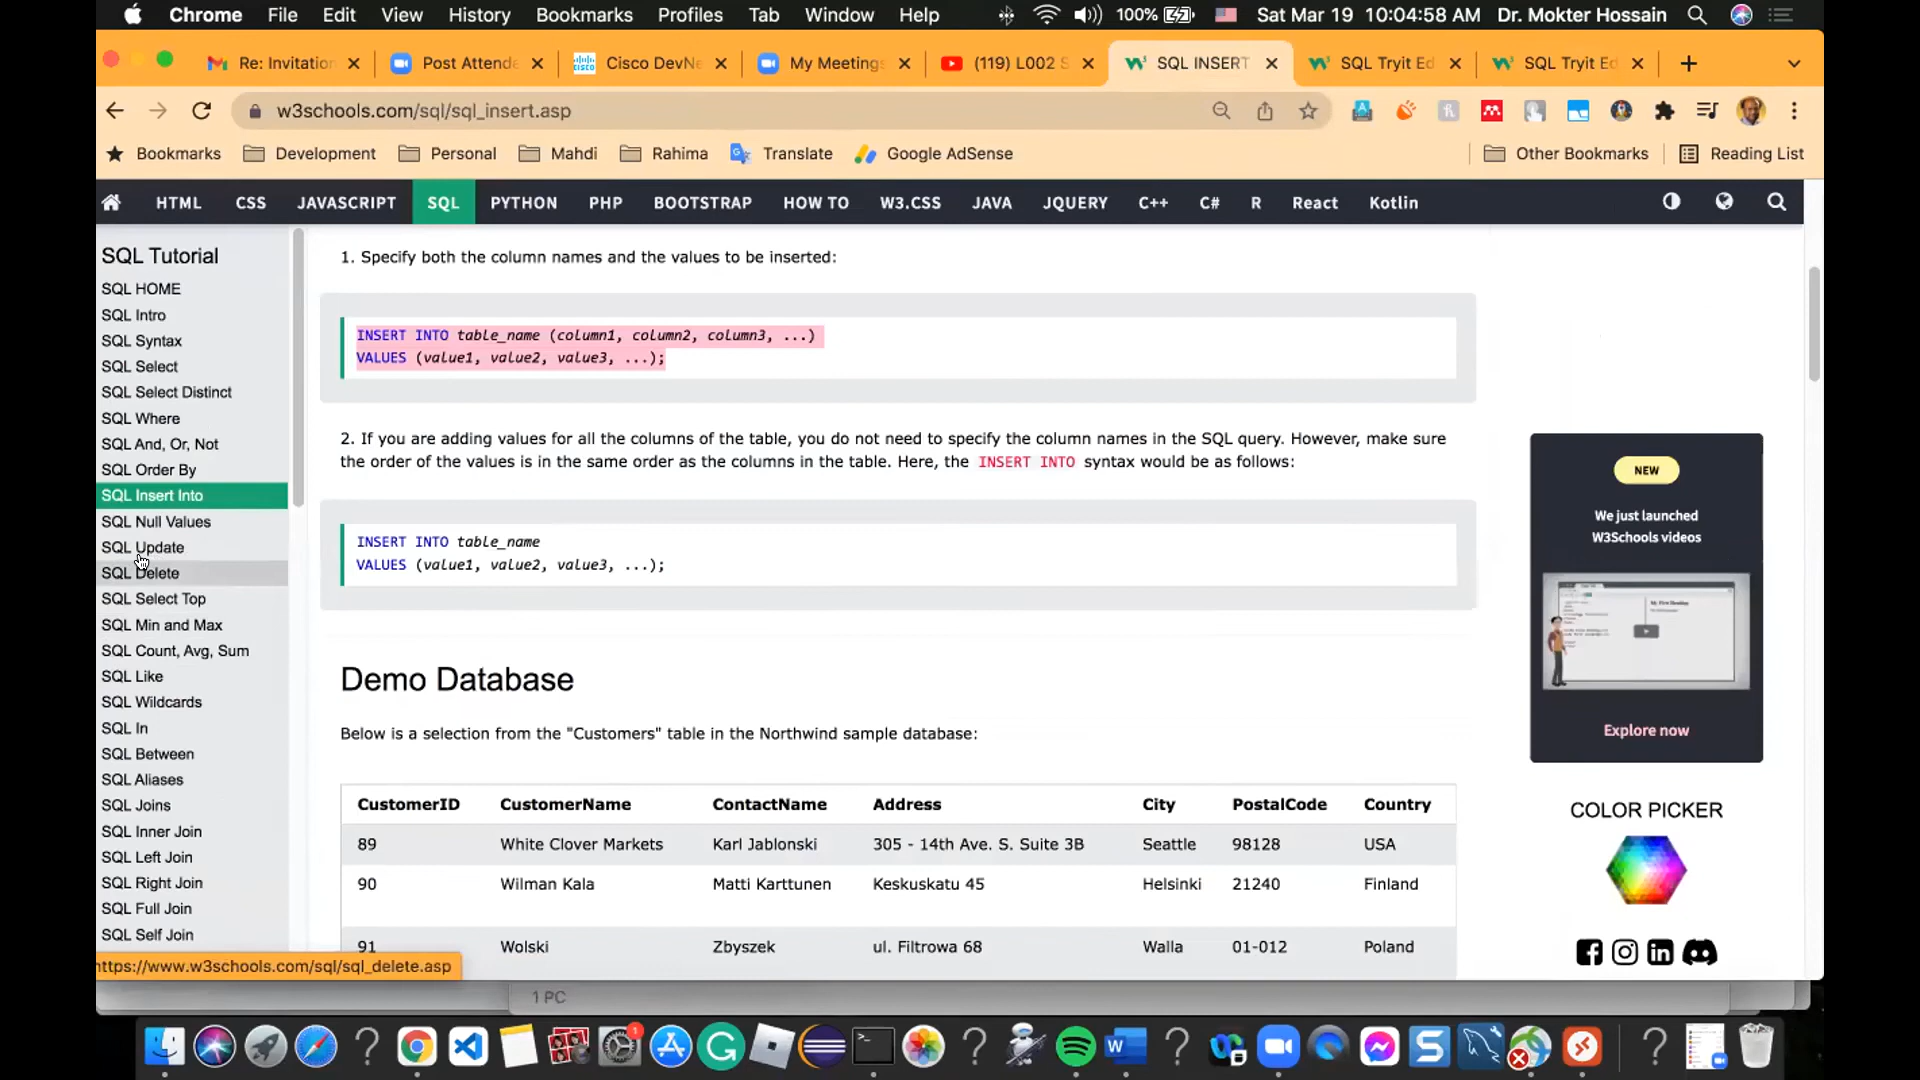 Chrome File Edit View History Bookmarks Profiles Tab Window Help 100% Sat Mar 19 10:04:58 AM Dr. Mokter Hossain
Re: Invitation Post Attende Cisco DevNe My Meetings (119) L002 S SQL INSERT SQL Tryit Ed SQL Tryit Ed
w3schools.com/sql/sql_insert.asp
Bookmarks Development Personal Mahdi Rahima Translate Google AdSense Other Bookmarks Reading List
HTML CSS JAVASCRIPT SQL PYTHON PHP BOOTSTRAP HOW TO W3.CSS JAVA JQUERY C++ C# R React Kotlin
SQL Tutorial
SQL HOME
SQL Intro
SQL Syntax
SQL Select
SQL Select Distinct
SQL Where
SQL And, Or, Not
SQL Order By
SQL Insert Into
SQL Null Values
SQL Update
SQL Delete
SQL Select Top
SQL Min and Max
SQL Count, Avg, Sum
SQL Like
SQL Wildcards
SQL In
SQL Between
SQL Aliases
SQL Joins
SQL Inner Join
SQL Left Join
SQL Right Join
SQL Full Join
SQL Self Join
https://www.w3schools.com/sql/sql_delete.asp
1. Specify both the column names and the values to be inserted:
INSERT INTO table_name (column1, column2, column3, ...)
VALUES (value1, value2, value3, ...);
2. If you are adding values for all the columns of the table, you do not need to specify the column names in the SQL query. However, make sure
the order of the values is in the same order as the columns in the table. Here, the INSERT INTO syntax would be as follows:
INSERT INTO table_name
VALUES (value1, value2, value3, ...);
Demo Database
Below is a selection from the "Customers" table in the Northwind sample database:
CustomerID CustomerName ContactName Address City PostalCode Country
89 White Clover Markets Karl Jablonski 305 - 14th Ave. S. Suite 3B Seattle 98128 USA
90 Wilman Kala Matti Karttunen Keskuskatu 45 Helsinki 21240 Finland
91 Wolski Zbyszek ul. Filtrowa 68 Walla 01-012 Poland
NEW
We just launched
W3Schools videos
Explore now
COLOR PICKER
1 PC